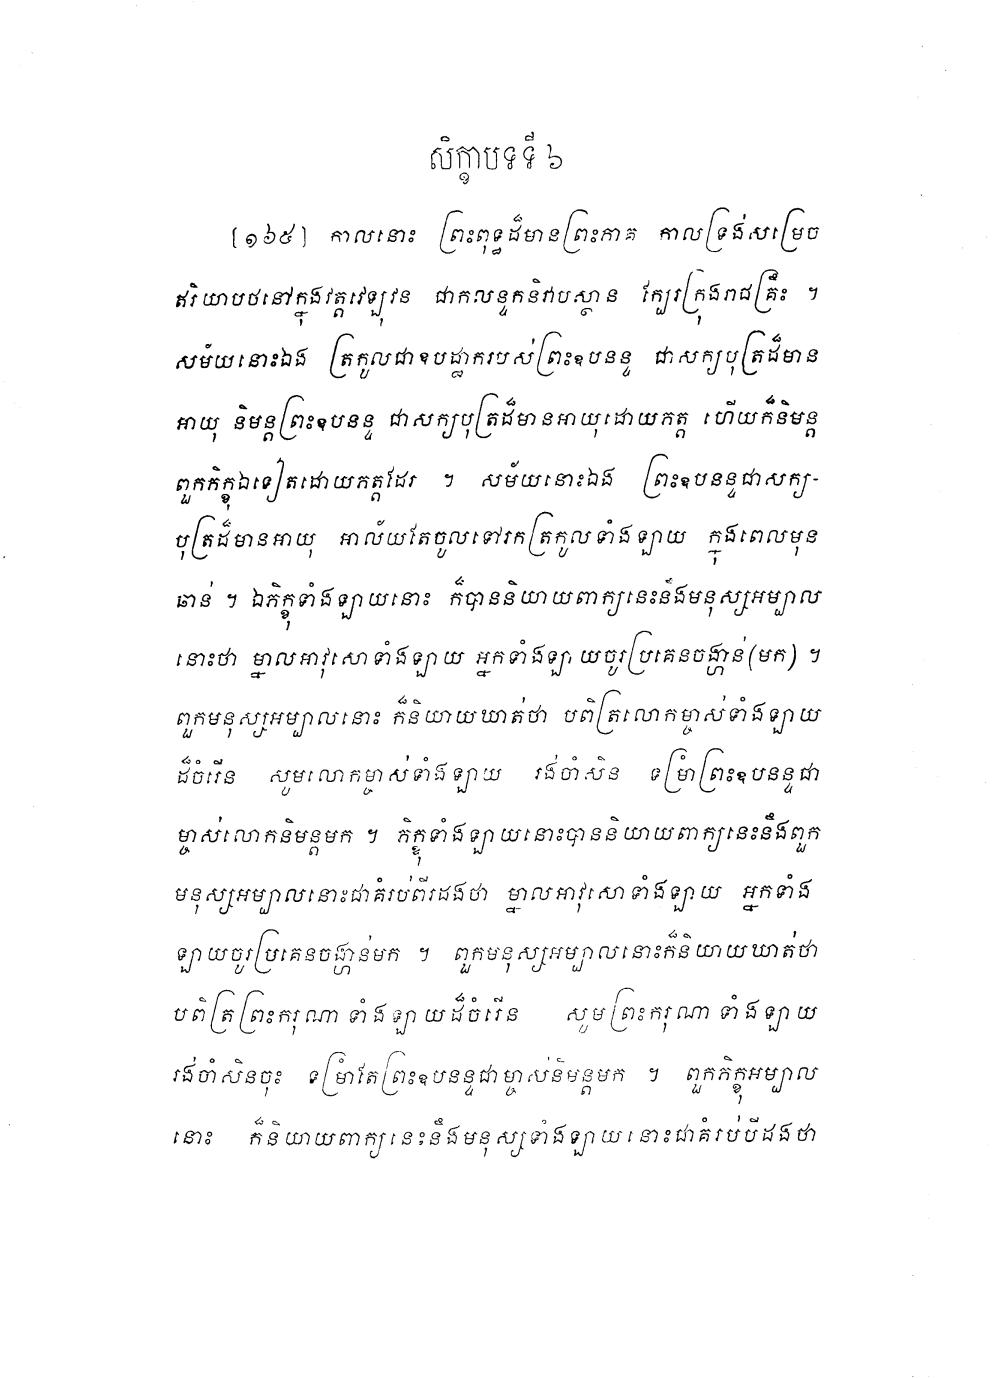 សិក្ខាបទទី ៦
[១៦៥] កាលនោះ ព្រះពុទ្ធដ៏មានព្រះភាគ កាលទ្រង់សម្រេច
ឥរិយាបថនៅក្នុងវត្តវេឡុវន ជាកលន្ទកនិវាបស្ថាន ក្បែរក្រុងរាជគ្រឹះ ។
សម័យនោះឯង ត្រកូលជាឧបដ្ឋាករបស់ព្រះឧបនន្ទ ជាសក្យបុត្រដ៏មាន
អាយុ និមន្តព្រះឧបនន្ទ ជាសក្យបុត្រដ៏មានអាយុដោយភត្ត ហើយក៏និមន្ត
ពួកភិក្ខុឯទៀតដោយភត្តដែរ ។ សម័យនោះឯង ព្រះឧបនន្ទជាសក្យ-
បុត្រដ៏មានអាយុ អាល័យតែចូលទៅរកត្រកូលទាំងឡាយ ក្នុងពេលមុន
ឆាន់ ។ ឯភិក្ខុទាំងឡាយនោះ ក៏បាននិយាយពាក្យនេះនឹងមនុស្សអម្បាល
នោះថា ម្នាលអាវុសោទាំងឡាយ អ្នកទាំងឡាយចូរប្រគេនចង្ហាន់(មក) ។
ពួកមនុស្សអម្បាលនោះ ក៏និយាយឃាត់ថា បពិត្រលោកម្ចាស់ទាំងឡាយ
ដ៏ចំរើន សូមលោកម្ចាស់ទាំងឡាយ រង់ចាំសិន ទម្រាំព្រះឧបនន្ទជា
ម្ចាស់លោកនិមន្តមក ។ ភិក្ខុទាំងឡាយនោះបាននិយាយពាក្យនេះនឹងពួក
មនុស្សអម្បាលនោះជាគំរប់ពីរដងថា ម្នាលអាវុសោទាំងឡាយ អ្នកទាំង
ឡាយចូរប្រគេនចង្ហាន់មក ។ ពួកមនុស្សអម្បាលនោះក៏និយាយឃាត់ថា
បពិត្រព្រះករុណាទាំងឡាយដ៏ចំរើន សូមព្រះករុណាទាំងឡាយ
រង់ចាំសិនចុះ ទម្រាំតែព្រះឧបនន្ទជាម្ចាស់និមន្តមក ។ ពួកភិក្ខុអម្បាល
នោះ ក៏និយាយពាក្យនេះនឹងមនុស្សទាំងឡាយនោះជាគំរប់បីដងថា